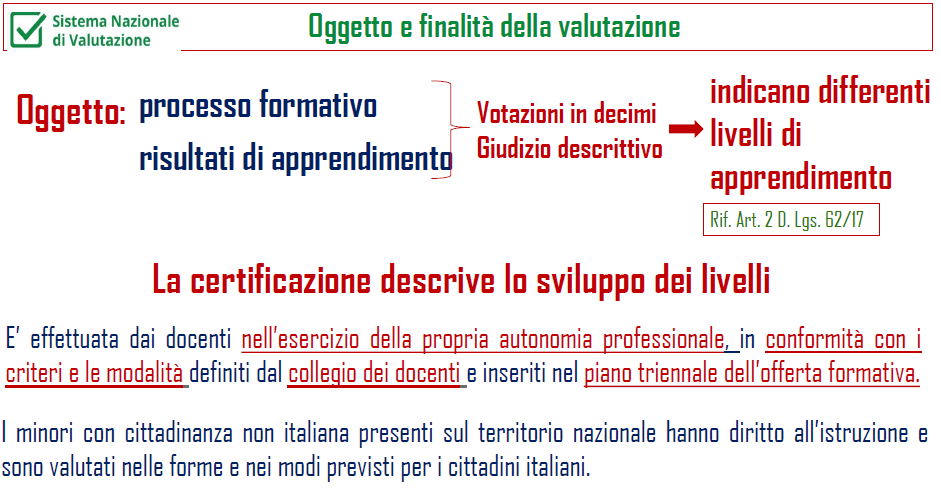 Sistema Nazionale
di Valutazione
Oggetto e finalità della valutazione
Oggetto:
processo formativo
risultati di apprendimento
Votazioni in decimi
Giudizio descrittivo
indicano differenti
livelli di
apprendimento
Rif. Art. 2 D. Lgs. 62/17
La certificazione descrive lo sviluppo dei livelli
E' effettuata dai docenti nell'esercizio della propria autonomia professionale, in conformità con i
criteri e le modalità definiti dal collegio dei docenti e inseriti nel piano triennale dell'offerta formativa.
I minori con cittadinanza non italiana presenti sul territorio nazionale hanno diritto all'istruzione e
sono valutati nelle forme e nei modi previsti per i cittadini italiani.